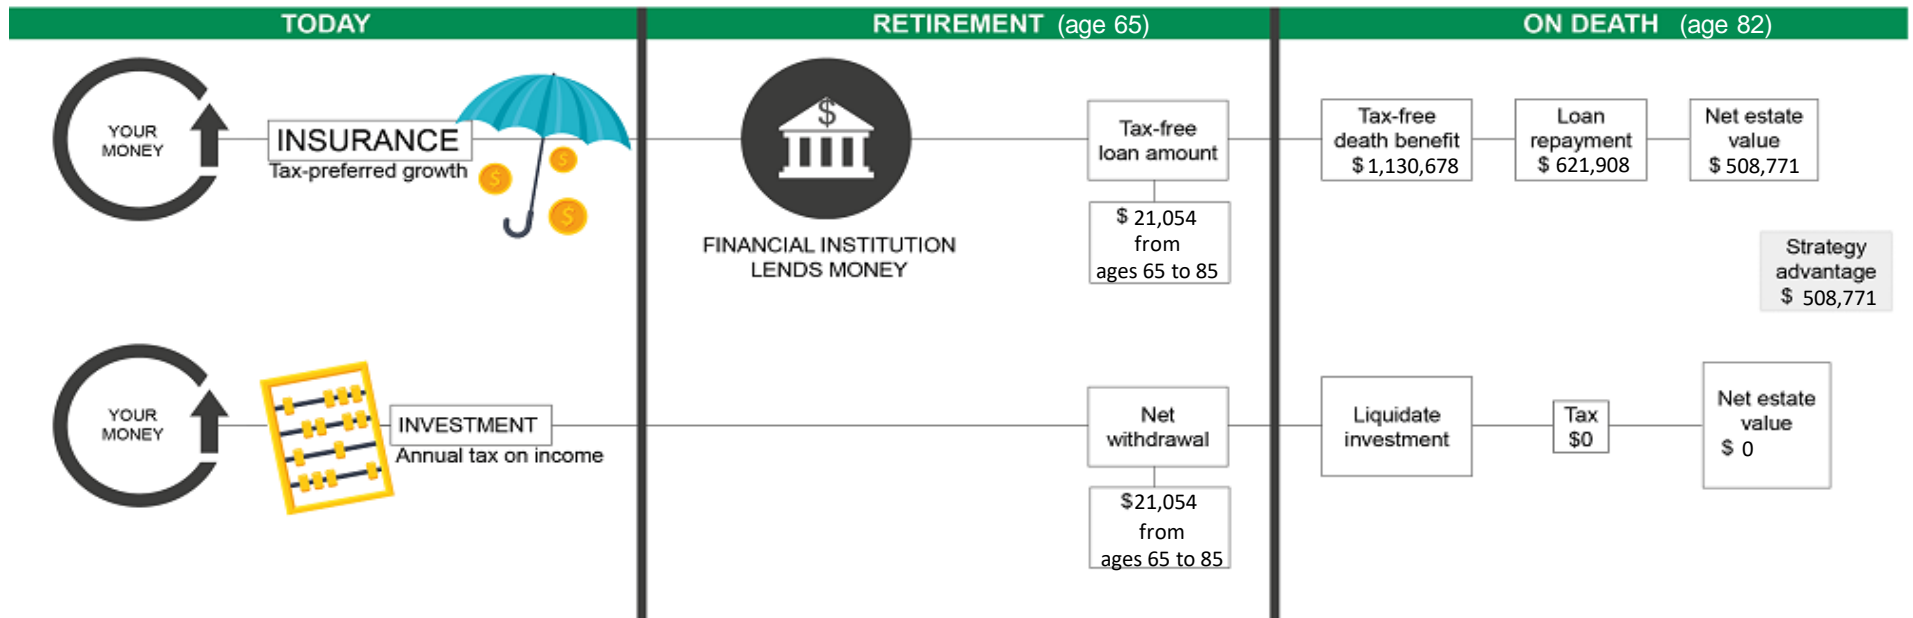 TODAY
RETIREMENT (age 65)
ON DEATH (age 82)
YOUR
MONEY
INSURANCE
Tax-preferred growth
$
$
$
$
FINANCIAL INSTITUTION
LENDS MONEY
Tax-free
loan amount
$ 21,054
from
ages 65 to 85
Tax-free
death benefit
$ 1,130,678
Loan
repayment
$ 621,908
Net estate
value
$ 508,771
Strategy
advantage
$ 508,771
YOUR
MONEY
INVESTMENT
Annual tax on income
Net
withdrawal
$21,054
from
ages 65 to 85
Liquidate
investment
Tax
$0
Net estate
value
$ 0